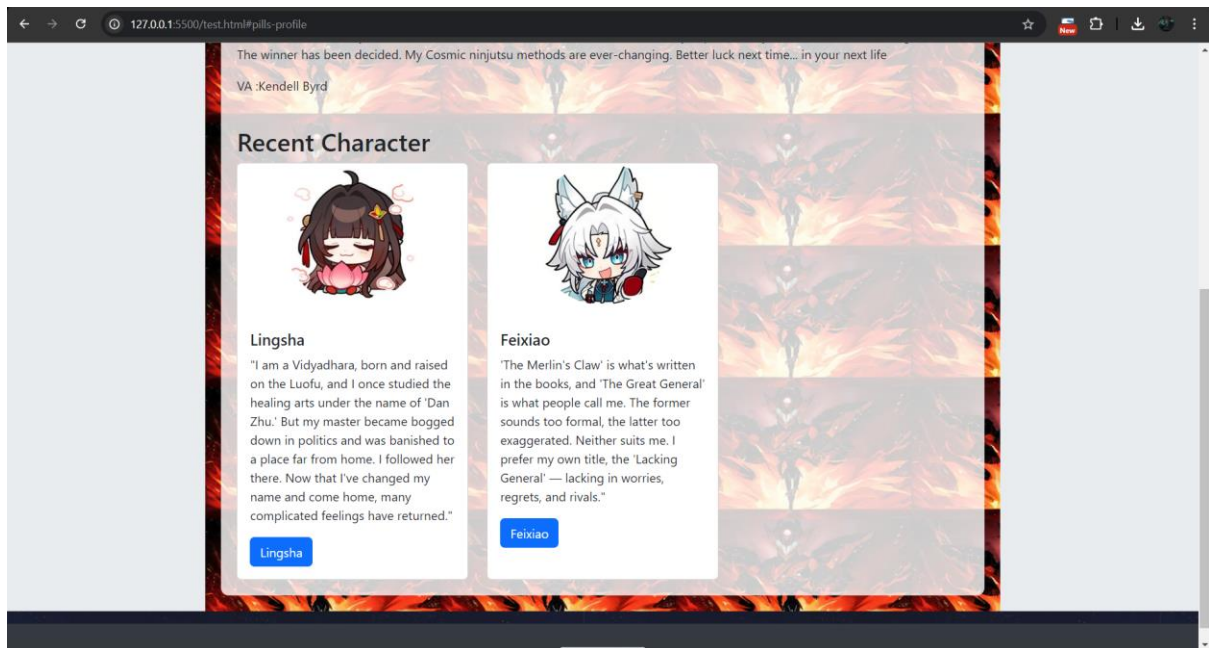 127.0.0.1:5500/test.html#pills-profile
New
The winner has been decided. My Cosmic ninjutsu methods are ever-changing. Better luck next time... in your next life
VA :Kendell Byrd
Recent Character
Lingsha
"I am a Vidyadhara, born and raised
on the Luofu, and I once studied the
healing arts under the name of 'Dan
Zhu.' But my master became bogged
down in politics and was banished to
a place far from home. I followed her
there. Now that I've changed my
name and come home, many
complicated feelings have returned."
Lingsha
Feixiao
'The Merlin's Claw' is what's written
in the books, and 'The Great General'
is what people call me. The former
sounds too formal, the latter too
exaggerated. Neither suits me. I
prefer my own title, the 'Lacking
General' — lacking in worries,
regrets, and rivals."
Feixiao